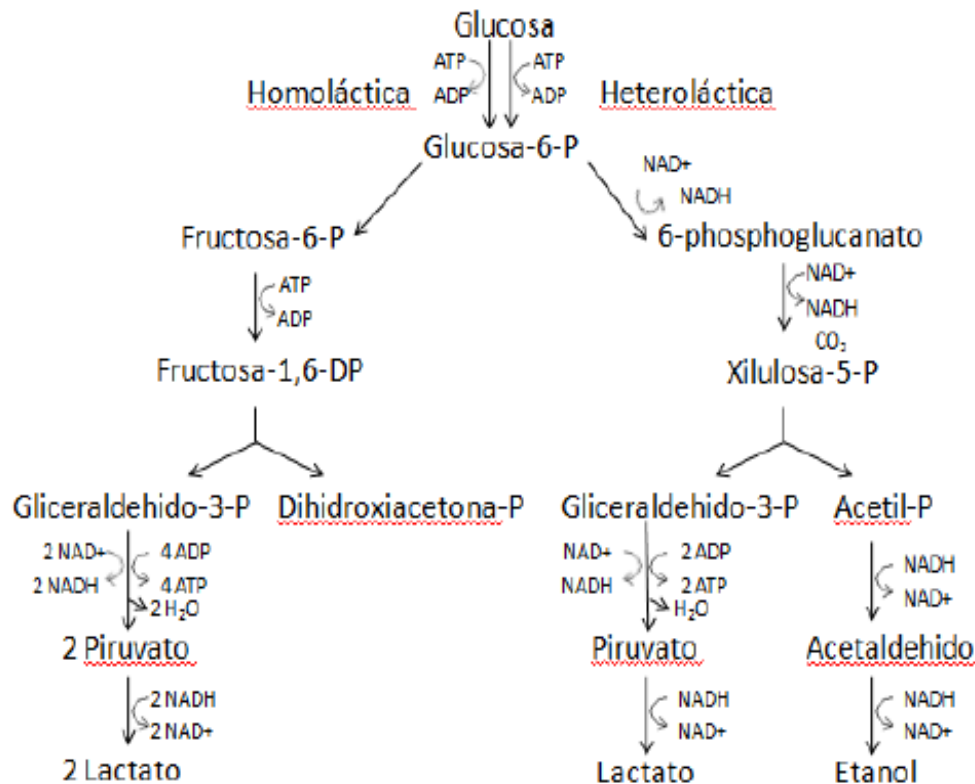 Glucosa
ATP ATP
ADP ADP
Homoláctica Heteroláctica
Glucosa-6-P
NAD+
NADH
Fructosa-6-P 6-phosphoglucanato
ATP
ADP
NAD+
NADH
CO₂
Fructosa-1,6-DP Xilulosa-5-P
Gliceraldehido-3-P Dihidroxiacetona-P Gliceraldehido-3-P Acetil-P
2 NAD+ 4 ADP NAD+ 2 ADP NADH
2 NADH 4 ATP NADH 2 ATP NAD+
2 H₂O H₂O
2 Piruvato Piruvato Acetaldehido
2 NADH NADH NADH
2 NAD+ NAD+ NAD+
2 Lactato Lactato Etanol